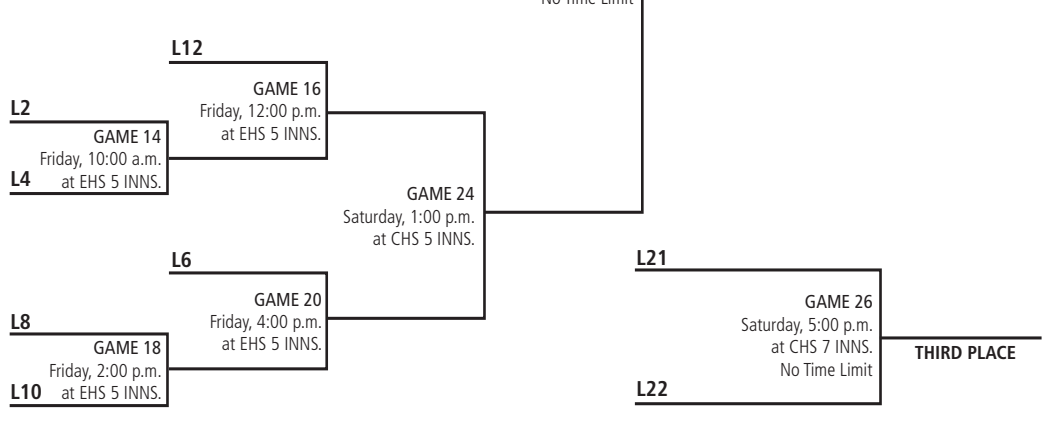 No Time Limit
L12
GAME 16
Friday, 12:00 p.m.
at EHS 5 INNS.
L2
GAME 14
Friday, 10:00 a.m.
L4
at EHS 5 INNS.
GAME 24
Saturday, 1:00 p.m.
at CHS 5 INNS.
L6
GAME 20
Friday, 4:00 p.m.
at EHS 5 INNS.
L8
GAME 18
Friday, 2:00 p.m.
L10
at EHS 5 INNS.
L21
GAME 26
Saturday, 5:00 p.m.
at CHS 7 INNS.
No Time Limit
THIRD PLACE
L22